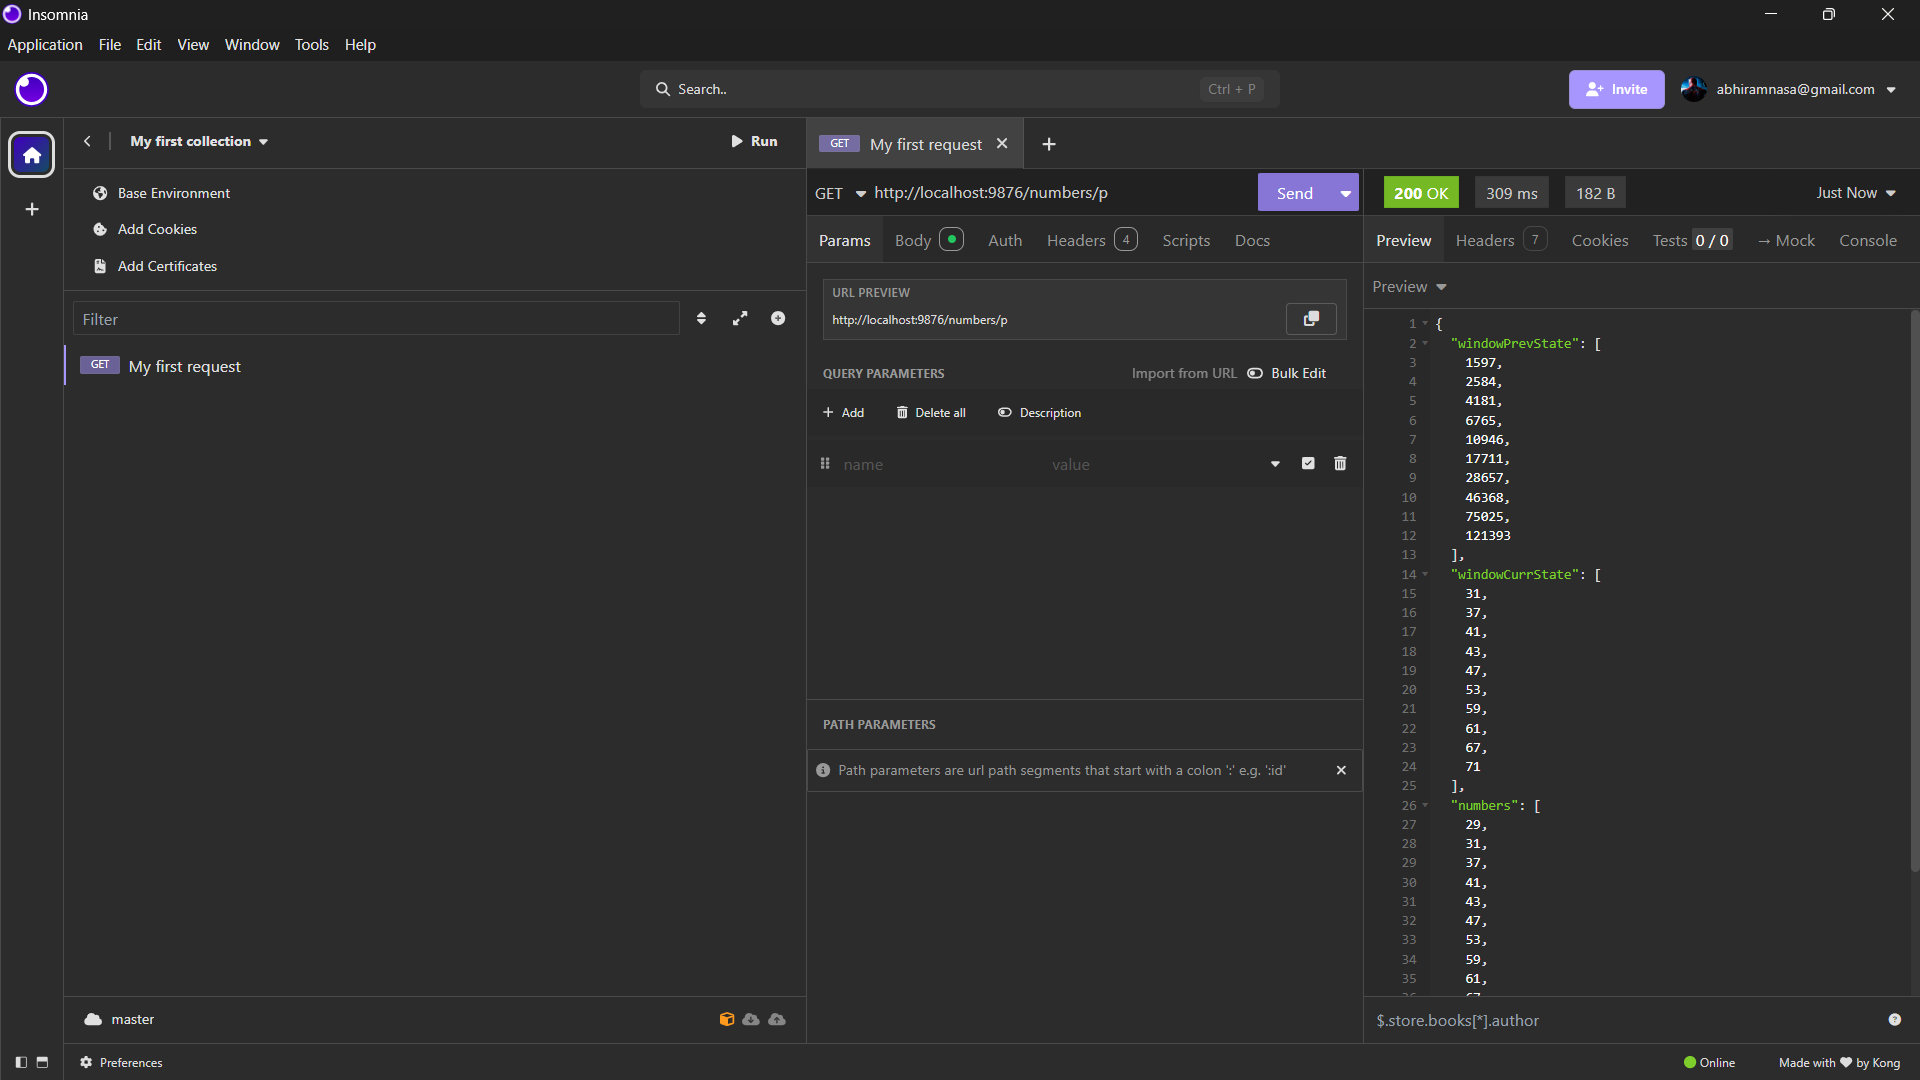 Insomnia
Application File Edit View Window Tools Help
Search.. Ctrl + P
Invite
abhiramnasa@gmail.com
My first collection
Run
Base Environment
Add Cookies
Add Certificates
Filter
GET My first request
master
Preferences
GET My first request
GET http://localhost:9876/numbers/p
Send
Params Body Auth Headers 4 Scripts Docs
URL PREVIEW
http://localhost:9876/numbers/p
QUERY PARAMETERS Import from URL Bulk Edit
+ Add Delete all Description
name value
PATH PARAMETERS
Path parameters are url path segments that start with a colon ':' e.g. ':id'
200 OK 309 ms 182 B Just Now
Preview Headers 7 Cookies Tests 0 / 0 → Mock Console
Preview
1 {
2 "windowPrevState": [
3 1597,
4 2584,
5 4181,
6 6765,
7 10946,
8 17711,
9 28657,
10 46368,
11 75025,
12 121393
13 ],
14 "windowCurrState": [
15 31,
16 37,
17 41,
18 43,
19 47,
20 53,
21 59,
22 61,
23 67,
24 71
25 ],
26 "numbers": [
27 29,
28 31,
29 37,
30 41,
31 43,
32 47,
33 53,
34 59,
35 61,
$.store.books[*].author
Online
Made with ♥ by Kong